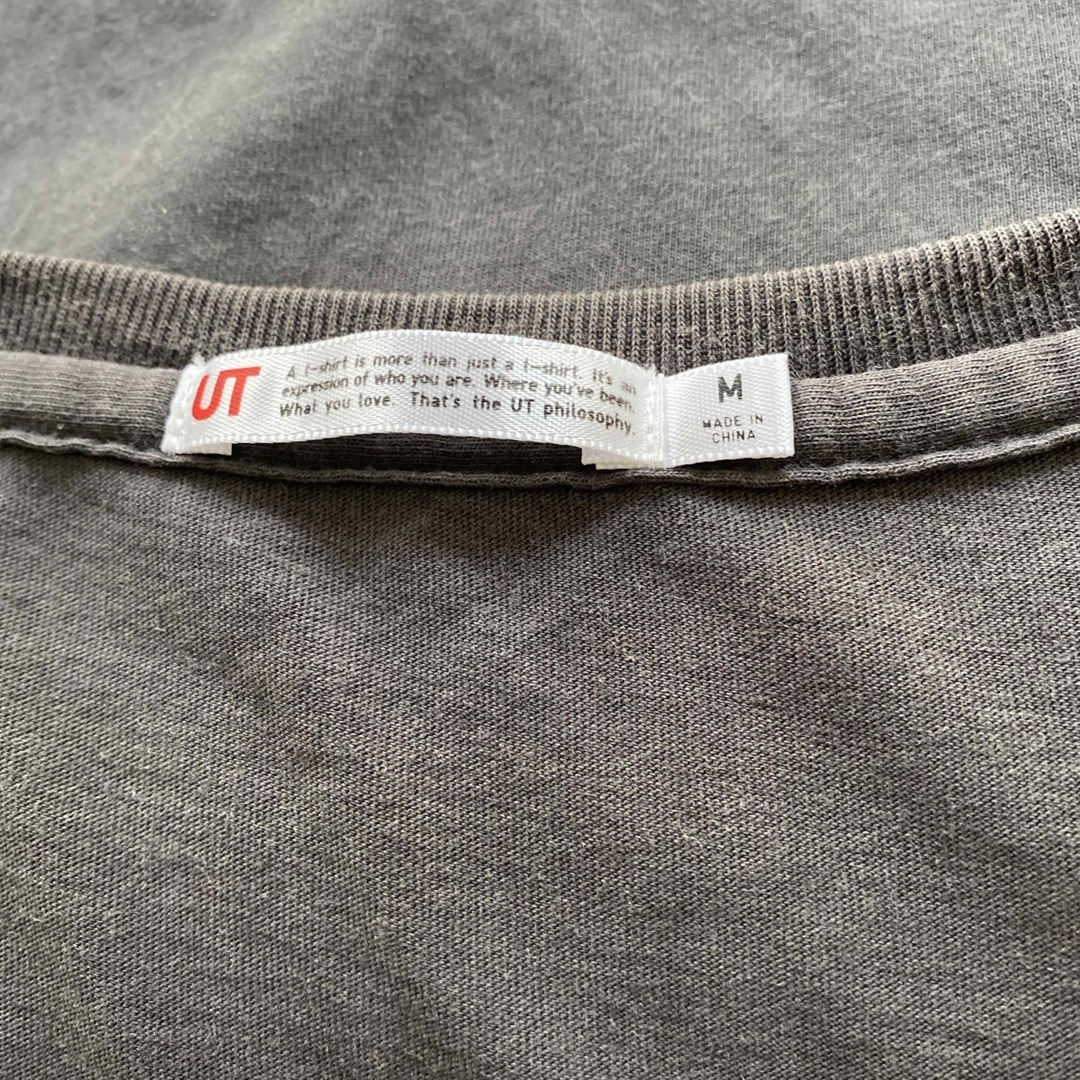 UT
A t-shirt is more than just a t-shirt. It's an
expression of who you are. Where you've been.
What you love. That's the UT philosophy.
M
MADE IN
CHINA